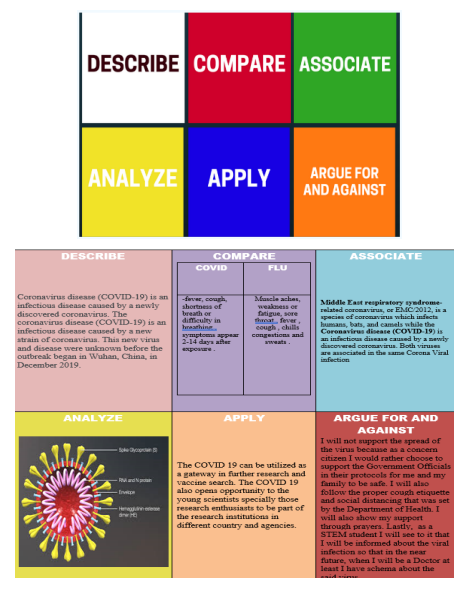 DESCRIBE
COMPARE
ASSOCIATE
ANALYZE
APPLY
ARGUE FOR
AND AGAINST
DESCRIBE
Coronavirus disease (COVID-19) is an
infectious disease caused by a newly
discovered coronavirus. The
coronavirus disease (COVID-19) is an
infectious disease caused by a new
strain of coronavirus. This new virus
and disease were unknown before the
outbreak began in Wuhan, China, in
December 2019.
COMPARE
COVID
-fever, cough,
shortness of
breath or
difficulty in
breathing,
symptoms appear
2-14 days after
exposure .
FLU
Muscle aches,
weakness or
fatigue, sore
throat , fever ,
cough , chills
congestions and
sweats .
ASSOCIATE
Middle East respiratory syndrome-
related coronavirus, or EMC/2012, is a
species of coronavirus which infects
humans, bats, and camels while the
Coronavirus disease (COVID-19) is
an infectious disease caused by a newly
discovered coronavirus. Both viruses
are associated in the same Corona Viral
infection
ANALYZE
Spike Glycoprotein (S)
RNA and N protein
Envelope
Hemagglutinin-esterase
dimer (HE)
APPLY
The COVID 19 can be utilized as
a gateway in further research and
vaccine search. The COVID 19
also opens opportunity to the
young scientists specially those
research enthusiasts to be part of
the research institutions in
different country and agencies.
ARGUE FOR AND
AGAINST
I will not support the spread of
the virus because as a concern
citizen I would rather choose to
support the Government Officials
in their protocols for me and my
family to be safe. I will also
follow the proper cough etiquette
and social distancing that was set
by the Department of Health. I
will also show my support
through prayers. Lastly, as a
STEM student I will see to it that
I will be informed about the viral
infection so that in the near
future, when I will be a Doctor at
least I have schema about the
said virus